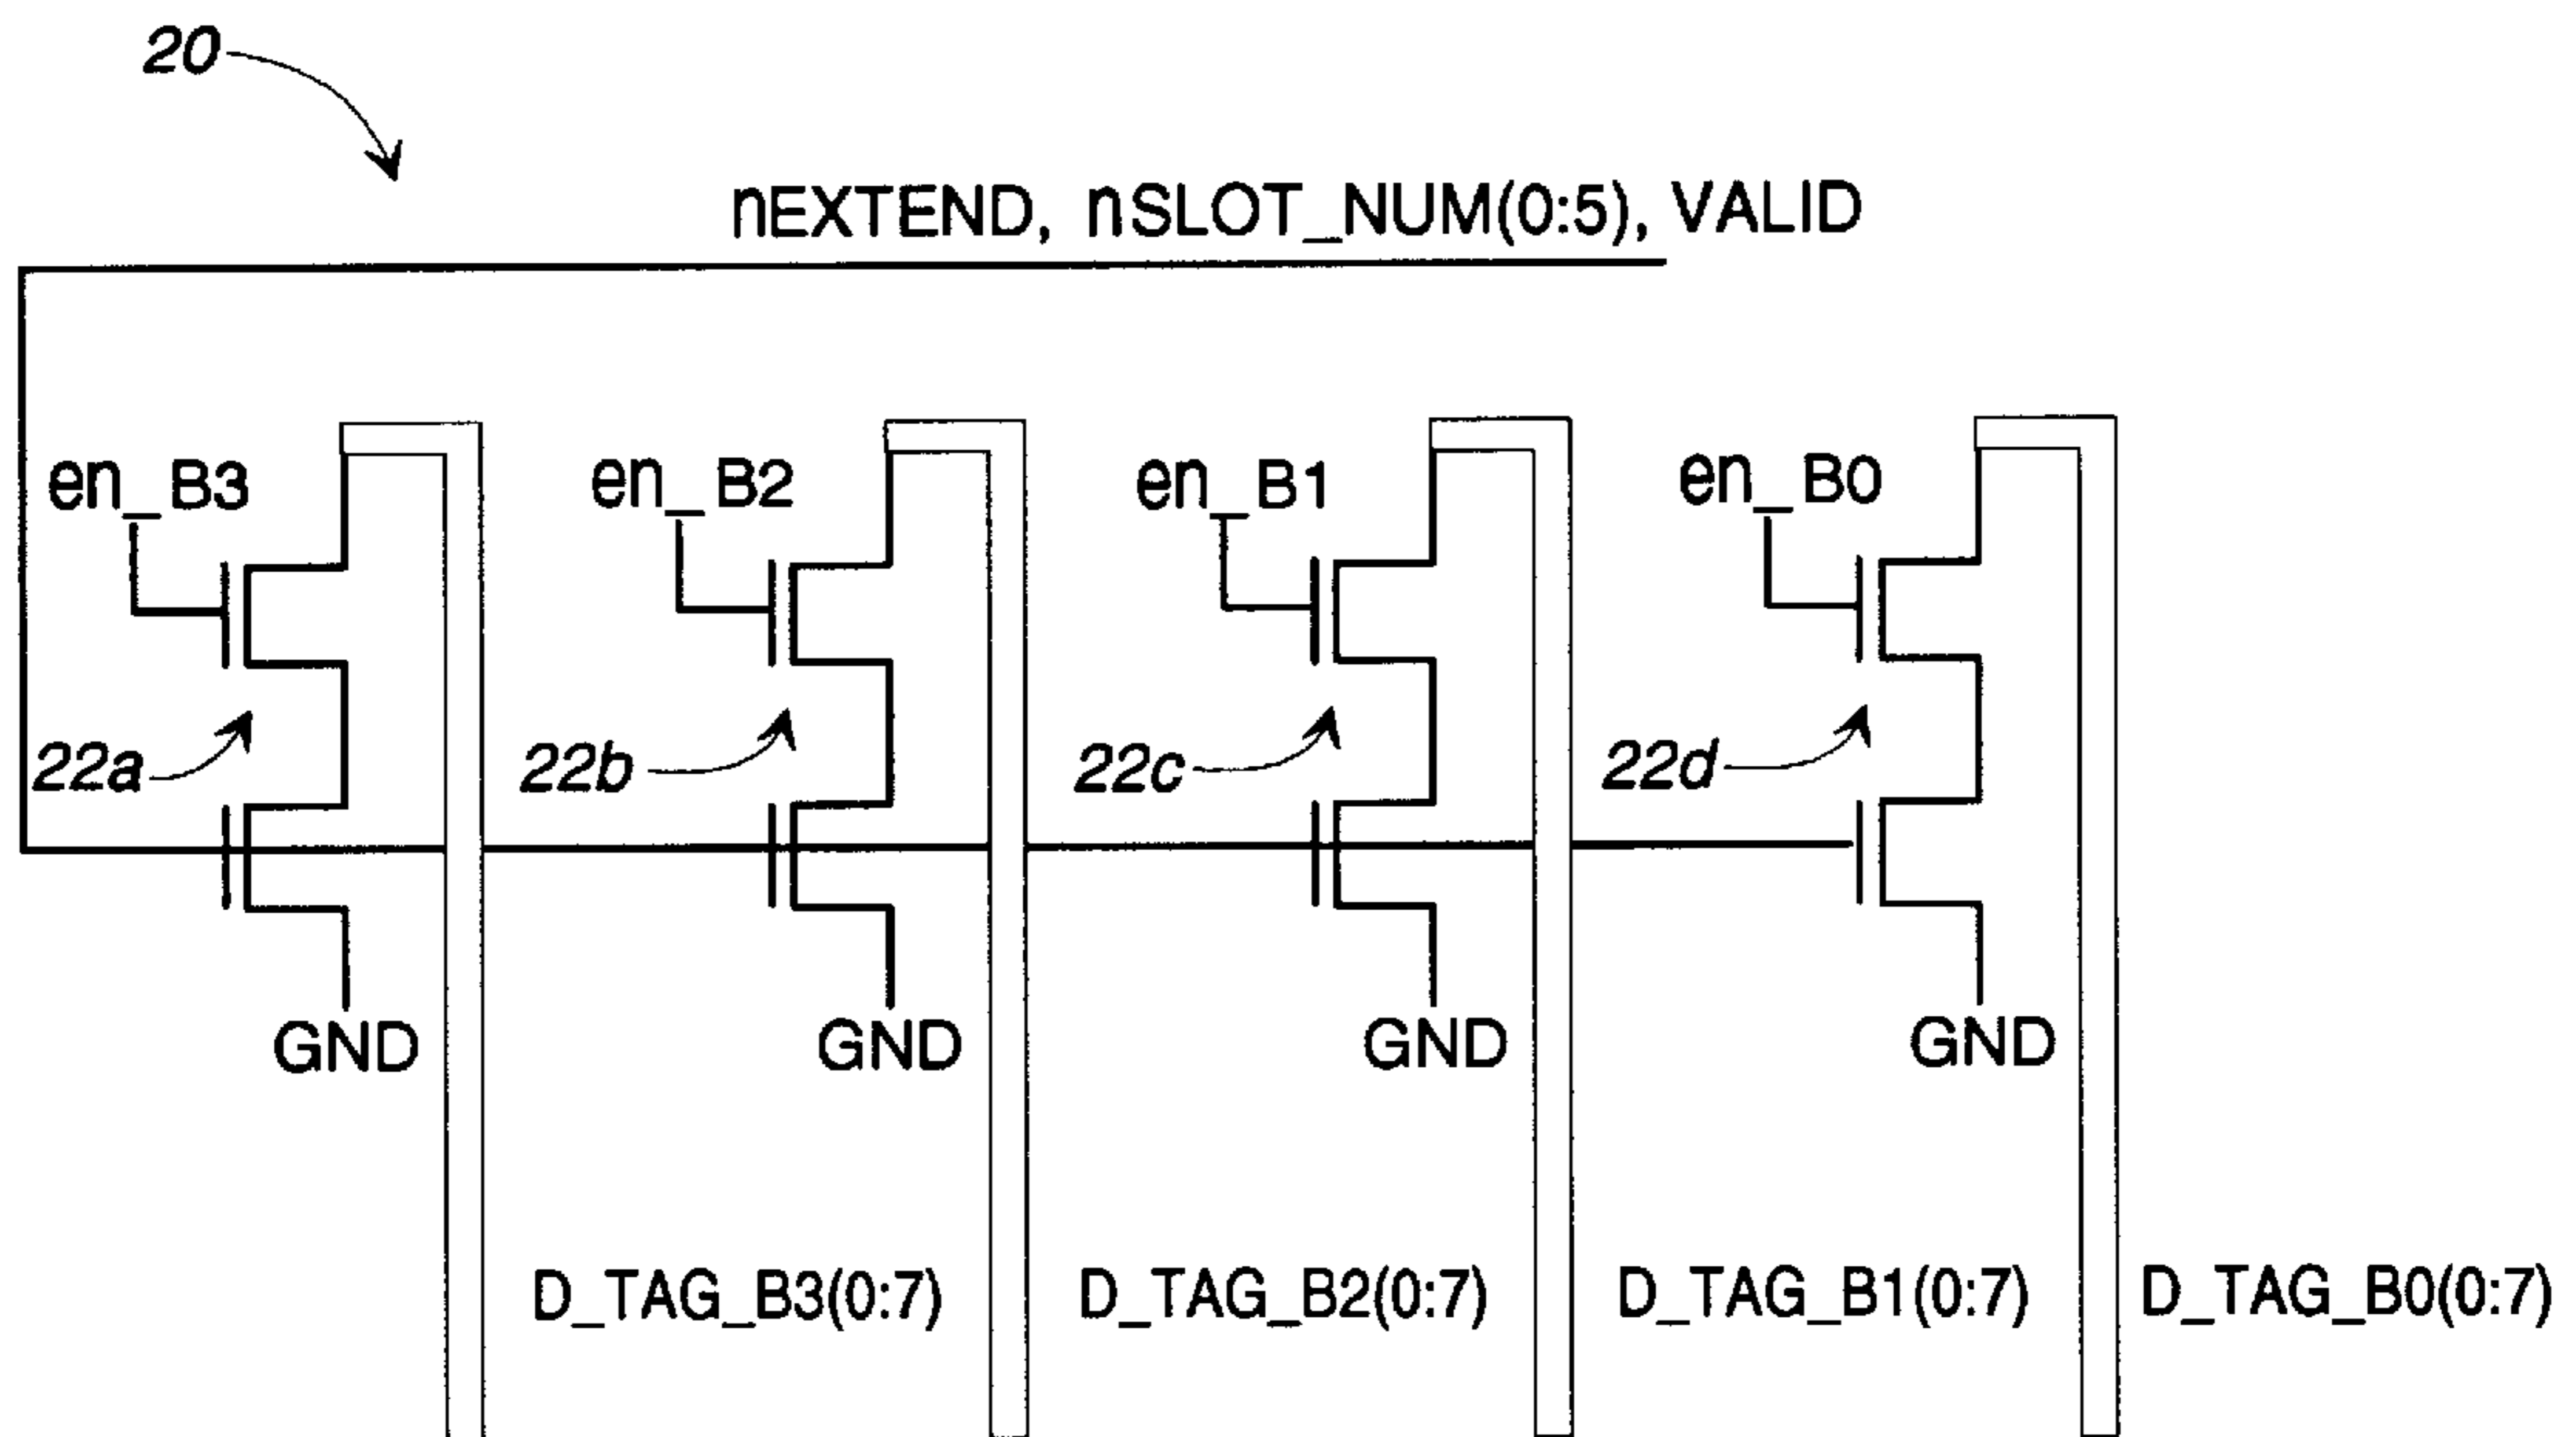 20
nEXTEND, nSLOT_NUM(0:5), VALID
en_B3 en_B2 en_B1 en_B0
22a 22b 22c 22d
GND GND GND GND
D_TAG_B3(0:7) D_TAG_B2(0:7) D_TAG_B1(0:7) D_TAG_B0(0:7)